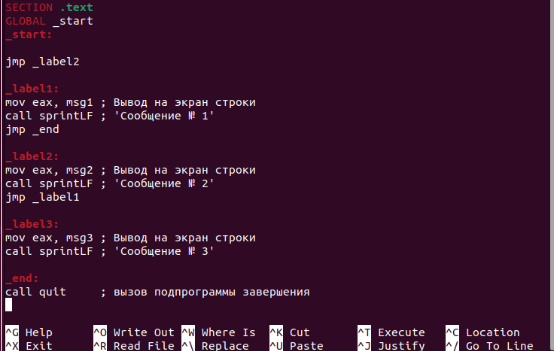 SECTION .text
GLOBAL _start
_start:
jmp _label2
_label1:
mov eax, msg1 ; Вывод на экран строки
call sprintLF ; 'Сообщение № 1'
jmp _end
_label2:
mov eax, msg2 ; Вывод на экран строки
call sprintLF ; 'Сообщение № 2'
jmp _label1
_label3:
mov eax, msg3 ; Вывод на экран строки
call sprintLF ; 'Сообщение № 3'
_end:
call quit     ; вызов подпрограммы завершения
^G Help ^O Write Out ^W Where Is ^K Cut ^T Execute ^C Location
^X Exit ^R Read File ^\ Replace ^U Paste ^J Justify ^/ Go To Line